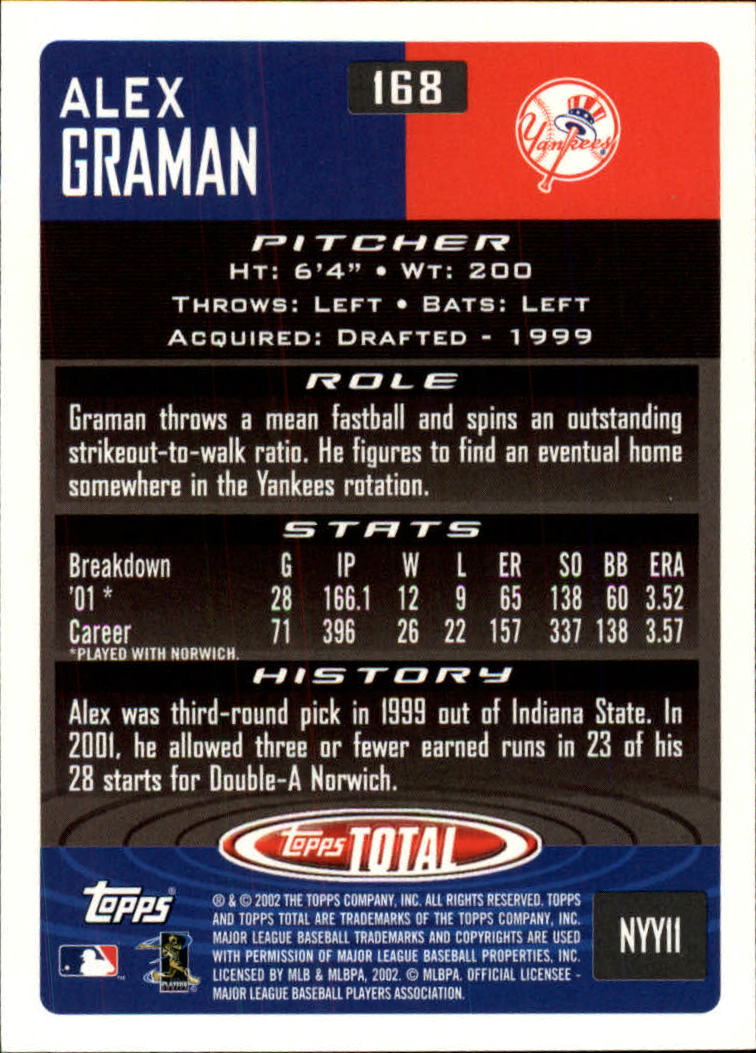 168
ALEX
GRAMAN
Yankees
PITCHER
HT: 6'4" • WT: 200
THROWS: LEFT • BATS: LEFT
ACQUIRED: DRAFTED - 1999
ROLE
Graman throws a mean fastball and spins an outstanding
strikeout-to-walk ratio. He figures to find an eventual home
somewhere in the Yankees rotation.
STATS
Breakdown G IP W L ER SO BB ERA
'01 * 28 166.1 12 9 65 138 60 3.52
Career 71 396 26 22 157 337 138 3.57
*PLAYED WITH NORWICH.
HISTORY
Alex was third-round pick in 1999 out of Indiana State. In
2001, he allowed three or fewer earned runs in 23 of his
28 starts for Double-A Norwich.
topps TOTAL
topps®
® & © 2002 THE TOPPS COMPANY, INC. ALL RIGHTS RESERVED. TOPPS
AND TOPPS TOTAL ARE TRADEMARKS OF THE TOPPS COMPANY, INC.
MAJOR LEAGUE BASEBALL TRADEMARKS AND COPYRIGHTS ARE USED
WITH PERMISSION OF MAJOR LEAGUE BASEBALL PROPERTIES, INC.
LICENSED BY MLB & MLBPA, 2002. © MLBPA. OFFICIAL LICENSEE -
MAJOR LEAGUE BASEBALL PLAYERS ASSOCIATION.
NYY11
PLAYERS